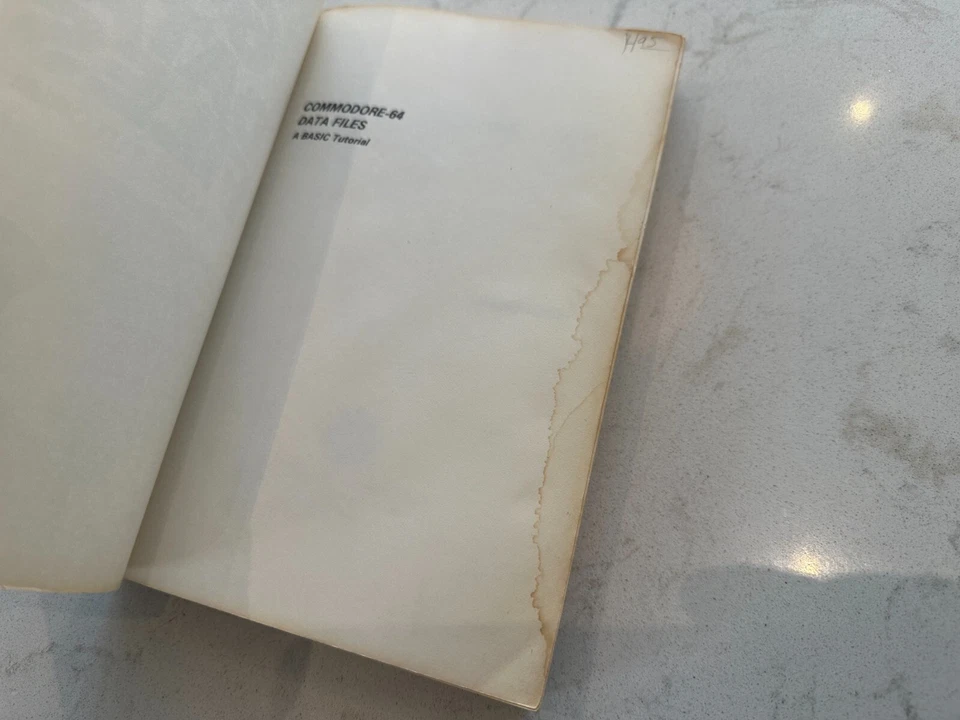 COMMODORE-64
DATA FILES
A BASIC Tutorial